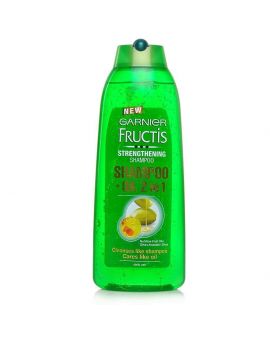 NEW
GARNIER
FRUCTIS
STRENGTHENING
SHAMPOO
SHAMPOO
+ OIL 2 in 1
Cleanses like shampoo
Cares like oil